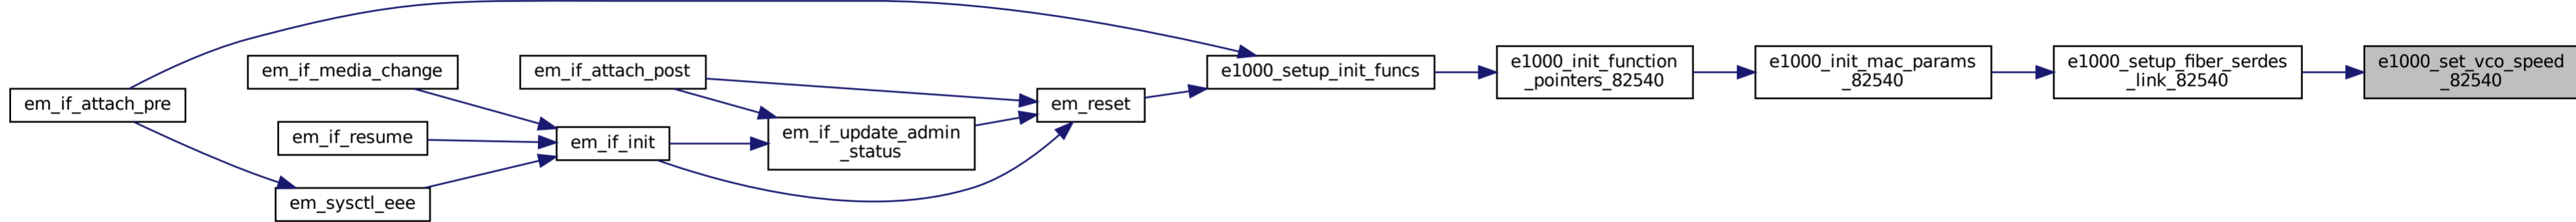 em_if_attach_pre
em_if_media_change
em_if_resume
em_sysctl_eee
em_if_attach_post
em_if_init
em_if_update_admin
_status
em_reset
e1000_setup_init_funcs
e1000_init_function
_pointers_82540
e1000_init_mac_params
_82540
e1000_setup_fiber_serdes
_link_82540
e1000_set_vco_speed
_82540